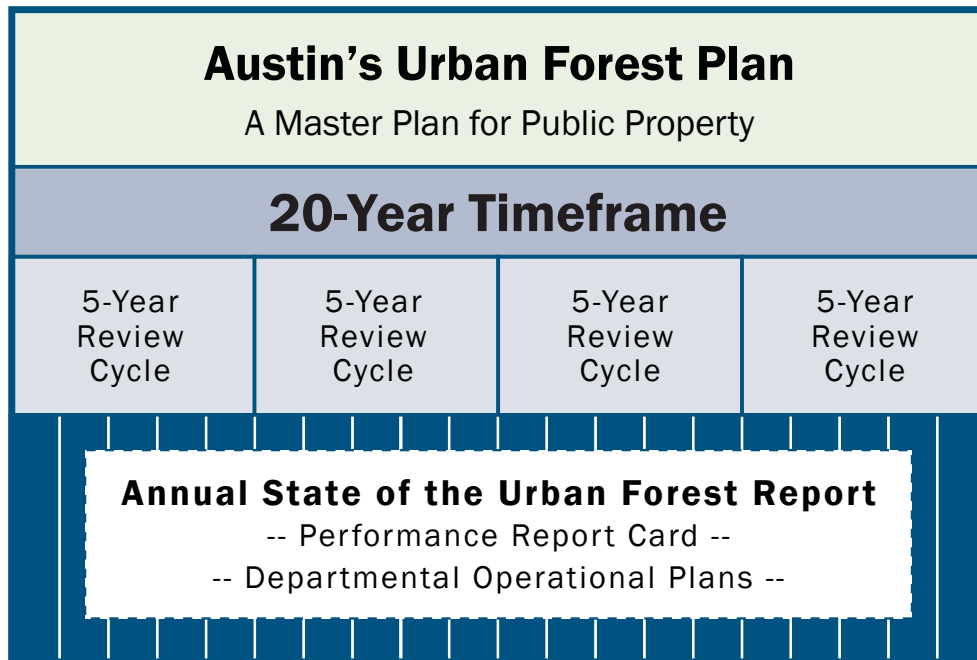 Austin’s Urban Forest Plan
A Master Plan for Public Property
20-Year Timeframe
5-Year
Review
Cycle
5-Year
Review
Cycle
5-Year
Review
Cycle
5-Year
Review
Cycle
Annual State of the Urban Forest Report
-- Performance Report Card --
-- Departmental Operational Plans --